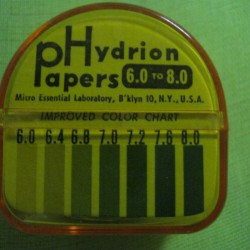 pHydrion
Papers 6.0 TO 8.0
Micro Essential Laboratory, B'klyn 10, N.Y., U.S.A.
IMPROVED COLOR CHART
6.0 6.4 6.8 7.0 7.2 7.6 8.0